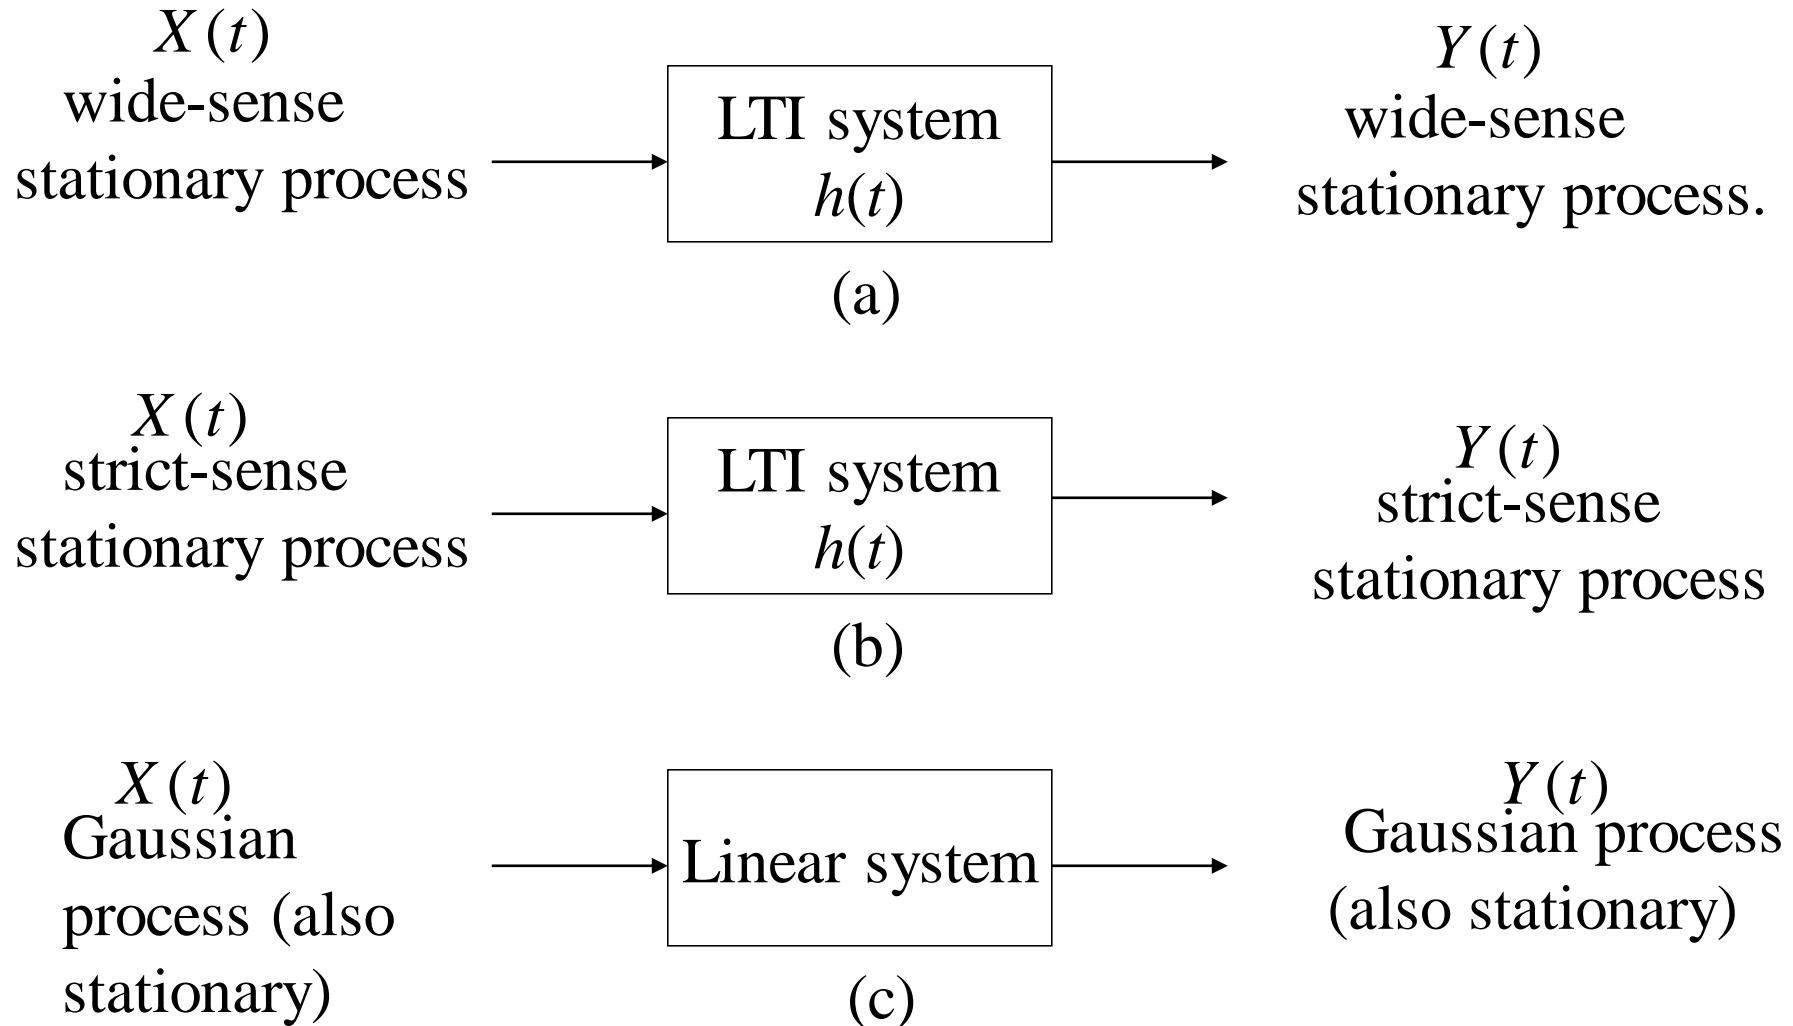 X(t)
wide-sense
stationary process
LTI system
h(t)
Y(t)
wide-sense
stationary process.
(a)
X(t)
strict-sense
stationary process
LTI system
h(t)
Y(t)
strict-sense
stationary process
(b)
X(t)
Gaussian
process (also
stationary)
Linear system
Y(t)
Gaussian process
(also stationary)
(c)